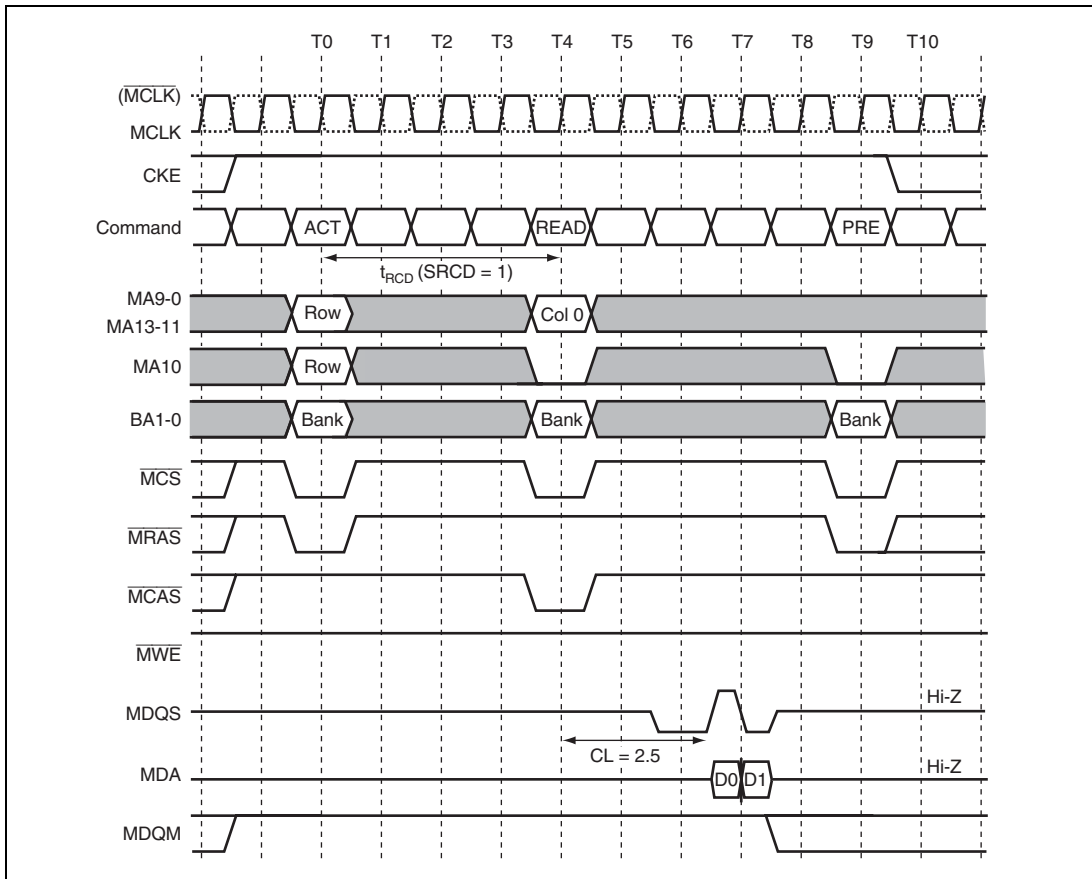 T0 T1 T2 T3 T4 T5 T6 T7 T8 T9 T10
(MCLK)
MCLK
CKE
Command ACT READ PRE
tRCD (SRCD = 1)
MA9-0
MA13-11 Row Col 0
MA10 Row
BA1-0 Bank Bank Bank
MCS
MRAS
MCAS
MWE
MDQS Hi-Z
CL = 2.5
MDA D0 D1 Hi-Z
MDQM